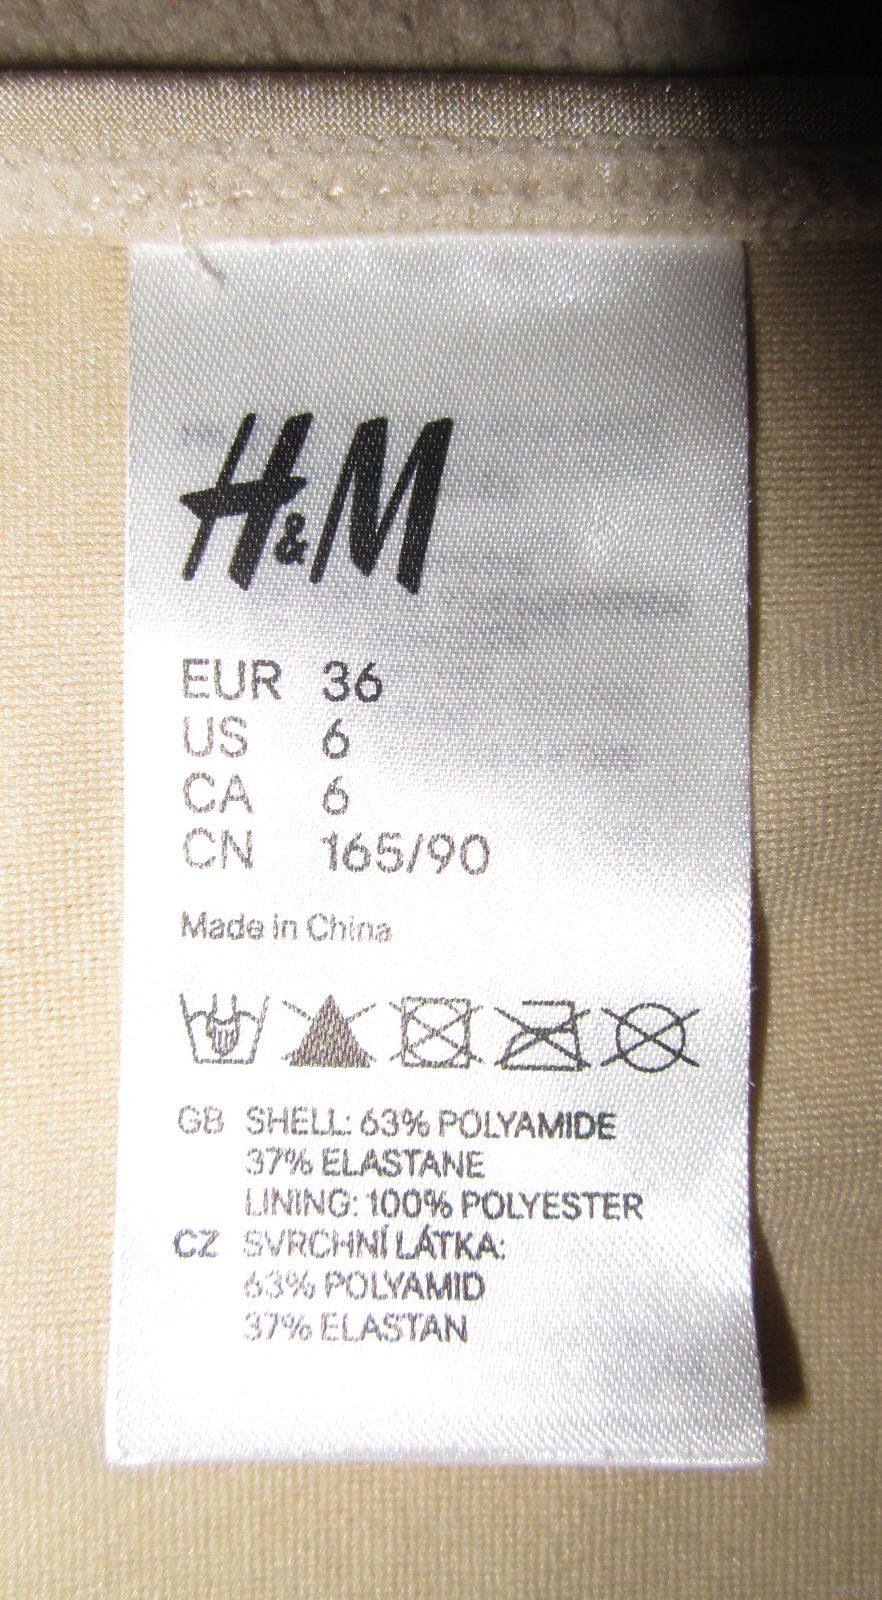 H&M
EUR 36
US 6
CA 6
CN 165/90
Made in China
GB SHELL: 63% POLYAMIDE
37% ELASTANE
LINING: 100% POLYESTER
CZ SVRCHNÍ LÁTKA:
63% POLYAMID
37% ELASTAN